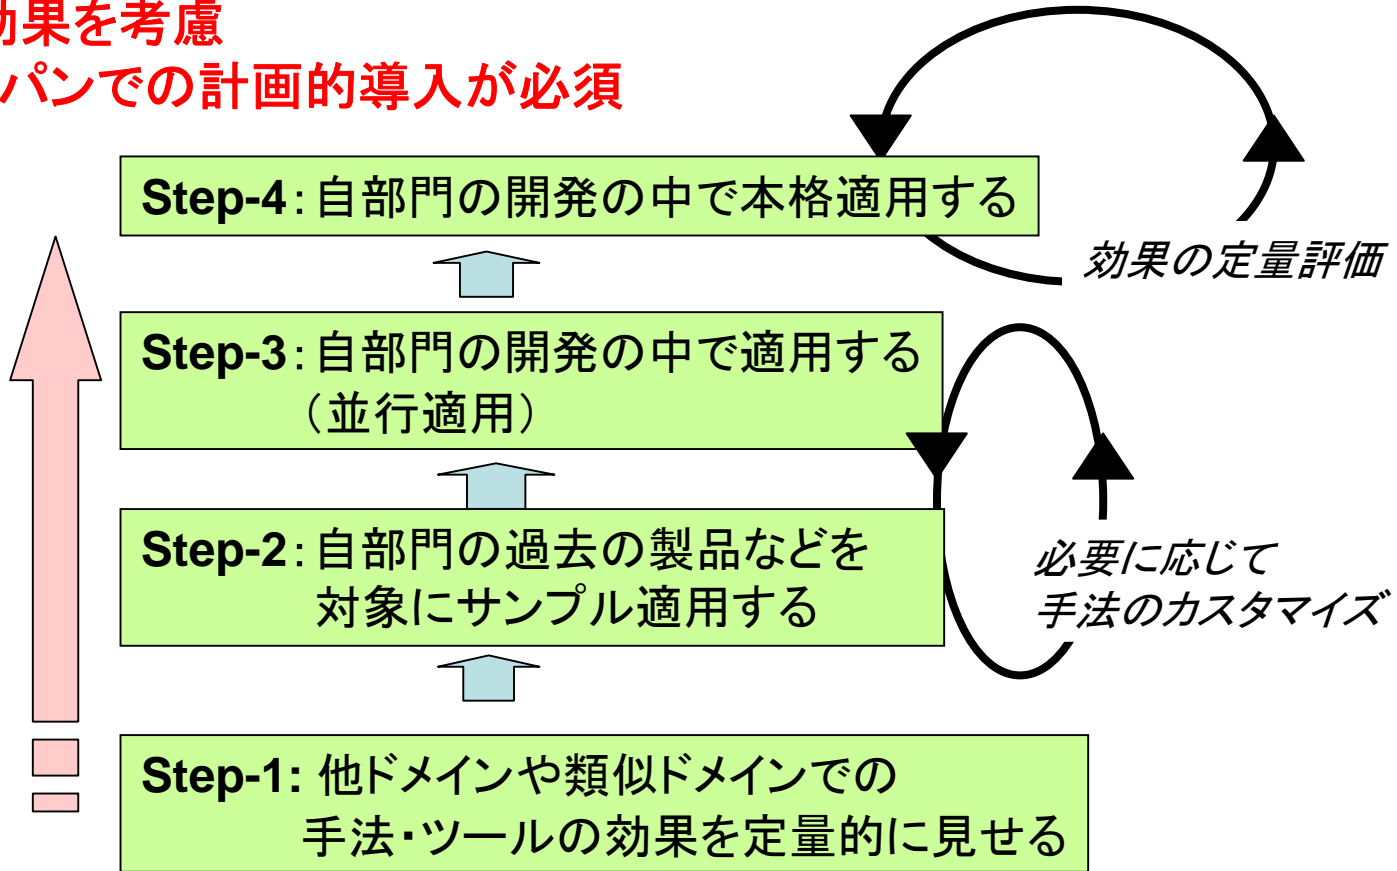 効果を考慮
パンでの計画的導入が必須
Step-4：自部門の開発の中で本格適用する
効果の定量評価
Step-3：自部門の開発の中で適用する
（並行適用）
Step-2：自部門の過去の製品などを
対象にサンプル適用する
必要に応じて
手法のカスタマイズ
Step-1: 他ドメインや類似ドメインでの
手法・ツールの効果を定量的に見せる